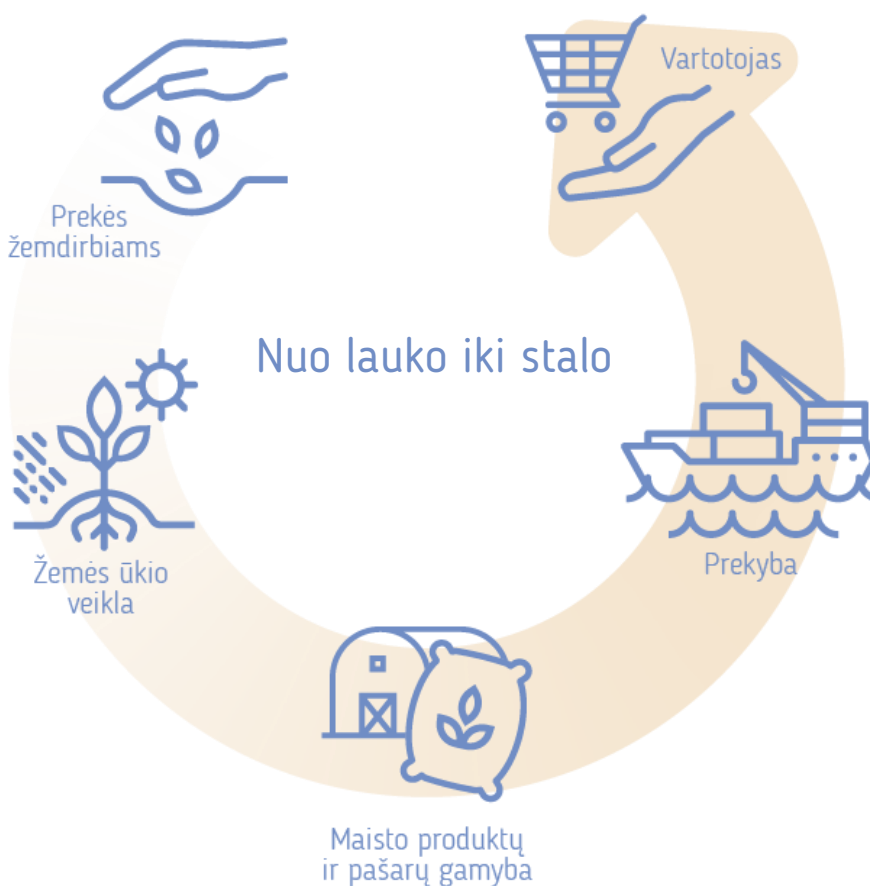 Vartotojas
Prekės
žemdirbiams
Nuo lauko iki stalo
Žemės ūkio
veikla
Prekyba
Maisto produktų
ir pašarų gamyba